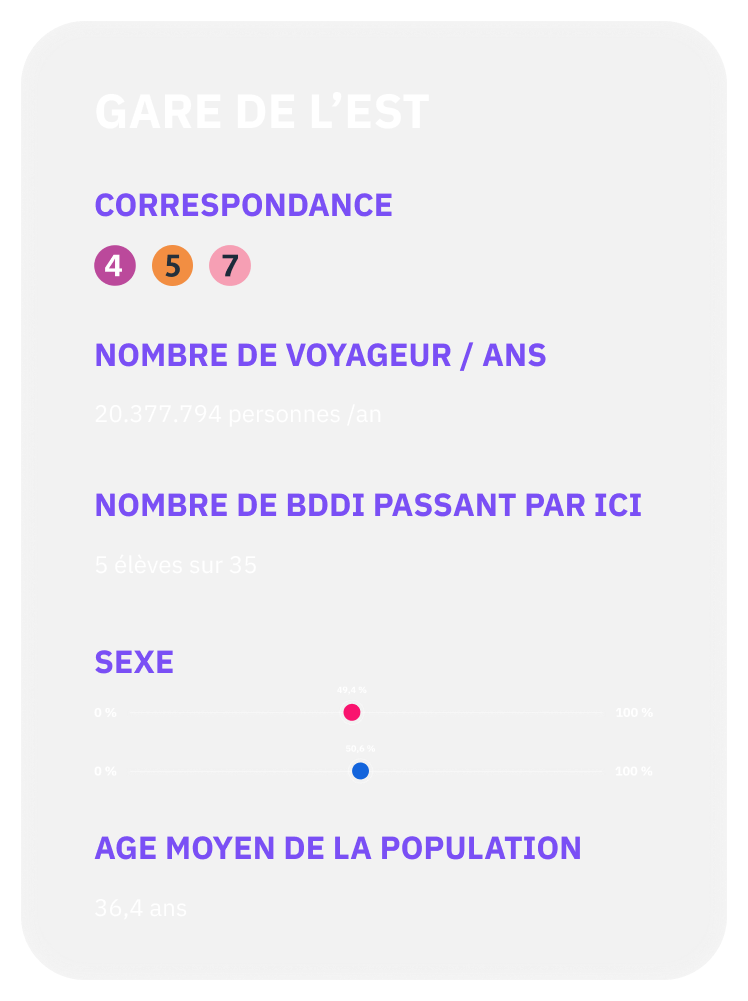 GARE DE L’EST
CORRESPONDANCE
4 5 7
NOMBRE DE VOYAGEUR / ANS
20.377.794 personnes /an
NOMBRE DE BDDI PASSANT PAR ICI
5 élèves sur 35
SEXE
49,4 %
0 % 100 %
50,6 %
0 % 100 %
AGE MOYEN DE LA POPULATION
36,4 ans